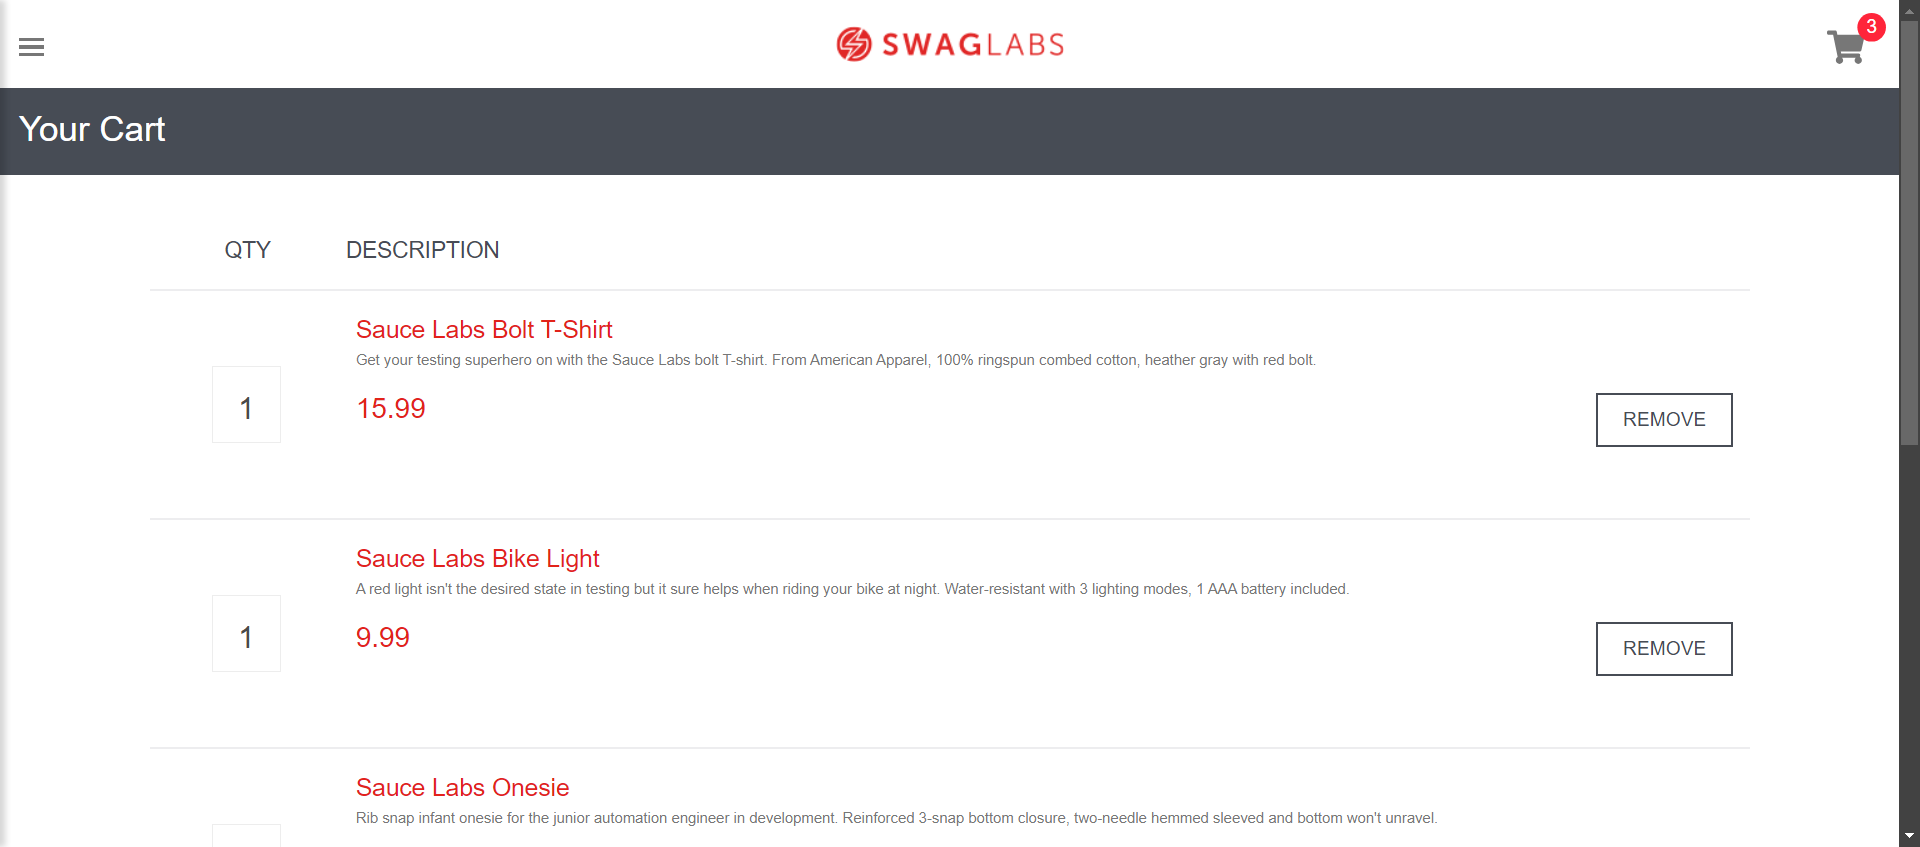 SWAGLABS
3
Your Cart
QTY DESCRIPTION
Sauce Labs Bolt T-Shirt
Get your testing superhero on with the Sauce Labs bolt T-shirt. From American Apparel, 100% ringspun combed cotton, heather gray with red bolt.
1
15.99
REMOVE
Sauce Labs Bike Light
A red light isn't the desired state in testing but it sure helps when riding your bike at night. Water-resistant with 3 lighting modes, 1 AAA battery included.
1
9.99
REMOVE
Sauce Labs Onesie
Rib snap infant onesie for the junior automation engineer in development. Reinforced 3-snap bottom closure, two-needle hemmed sleeved and bottom won't unravel.